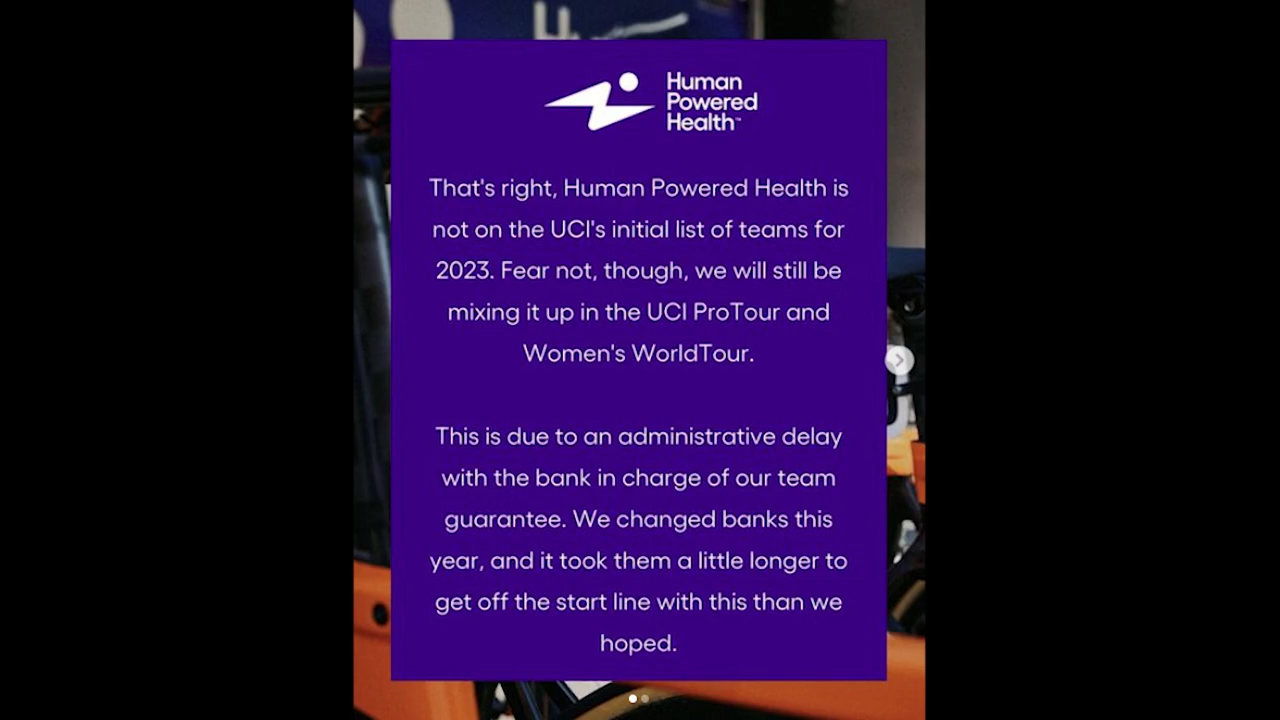 Human
Powered
Health™
That's right, Human Powered Health is
not on the UCI's initial list of teams for
2023. Fear not, though, we will still be
mixing it up in the UCI ProTour and
Women's WorldTour.
This is due to an administrative delay
with the bank in charge of our team
guarantee. We changed banks this
year, and it took them a little longer to
get off the start line with this than we
hoped.